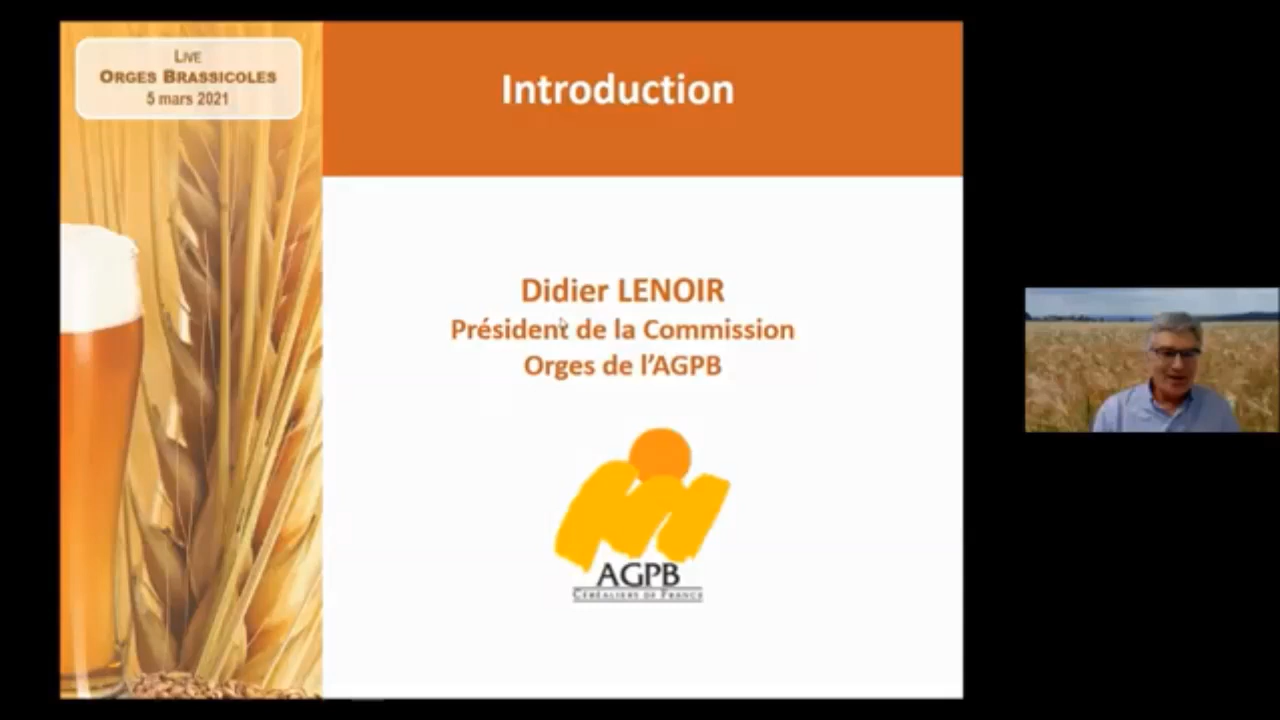 LIVE
ORGES BRASSICOLES
5 mars 2021
Introduction
Didier LENOIR
Président de la Commission
Orges de l'AGPB
AGPB
CÉRÉALIERS DE FRANCE